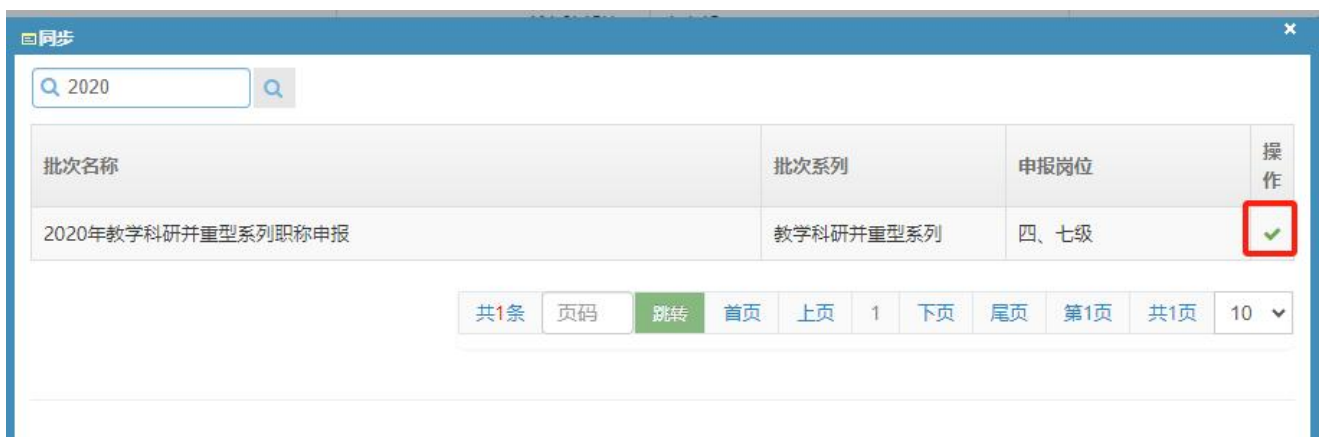 同步
2020
批次名称 批次系列 申报岗位 操作
2020年教学科研并重型系列职称申报 教学科研并重型系列 四、七级
共1条 页码 跳转 首页 上页 1 下页 尾页 第1页 共1页 10